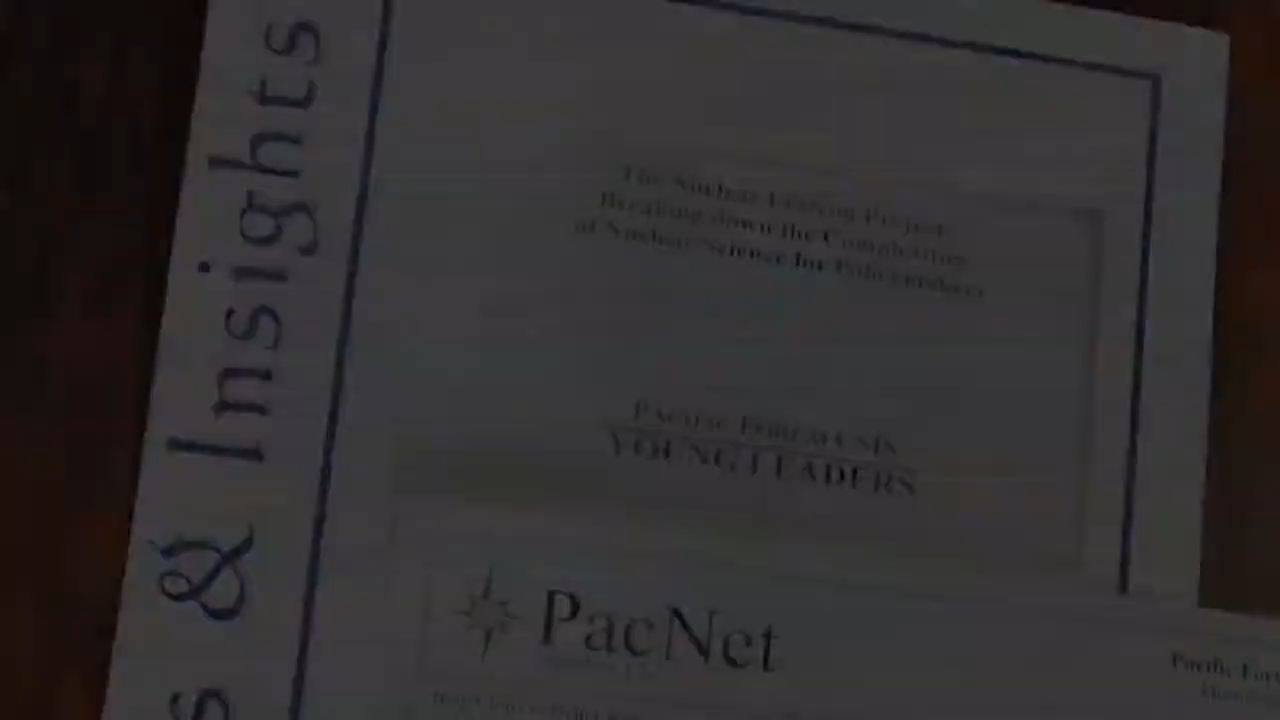 s & Insights
The Nuclear Lexicon Project:
Breaking down the Complexities
of Nuclear Science for Policymakers
PACIFIC FORUM CSIS
YOUNG LEADERS
PacNet
Pacific